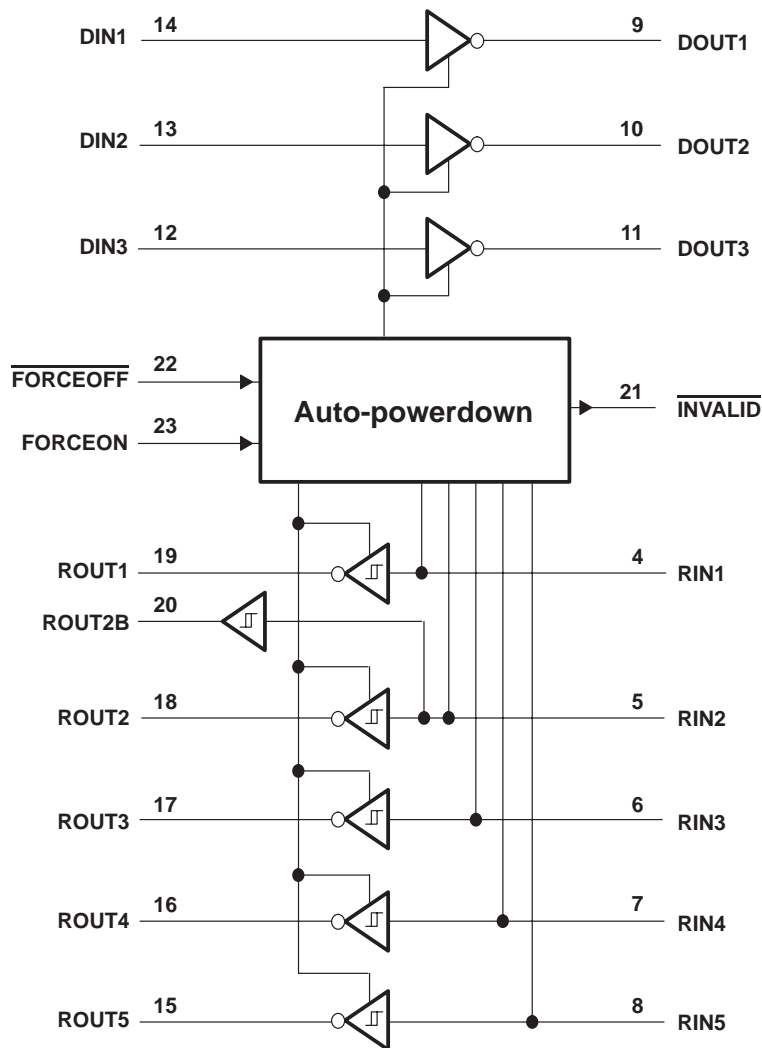 DIN1 14 9 DOUT1
DIN2 13 10 DOUT2
DIN3 12 11 DOUT3
FORCEOFF 22
Auto-powerdown
21 INVALID
FORCEON 23
ROUT1 19 4 RIN1
ROUT2B 20
ROUT2 18 5 RIN2
ROUT3 17 6 RIN3
ROUT4 16 7 RIN4
ROUT5 15 8 RIN5